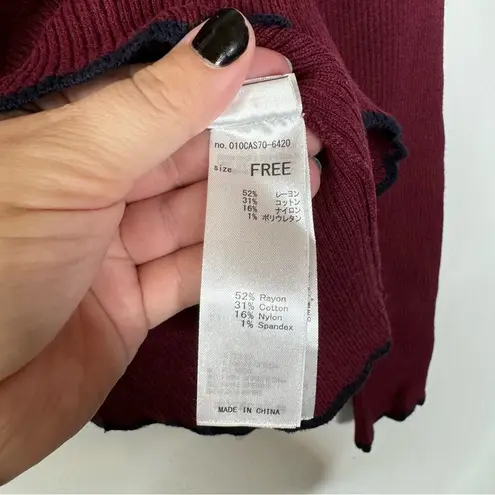 no. 010CAS70-6420
size FREE
52% レーヨン
31% コットン
16% ナイロン
1% ポリウレタン
52% Rayon
31% Cotton
16% Nylon
1% Spandex
MADE IN CHINA